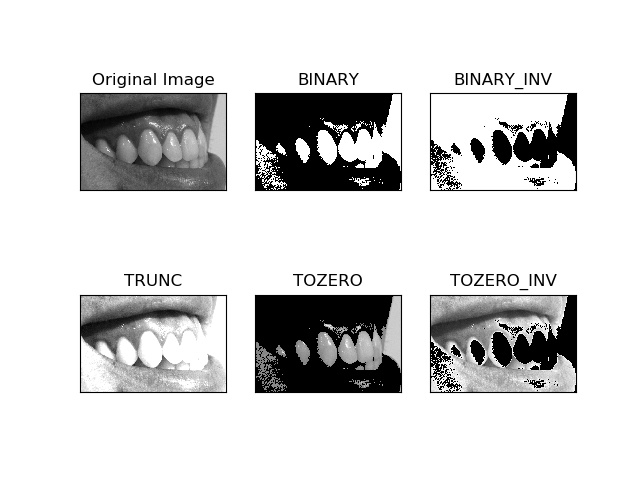 Original Image
BINARY
BINARY_INV
TRUNC
TOZERO
TOZERO_INV